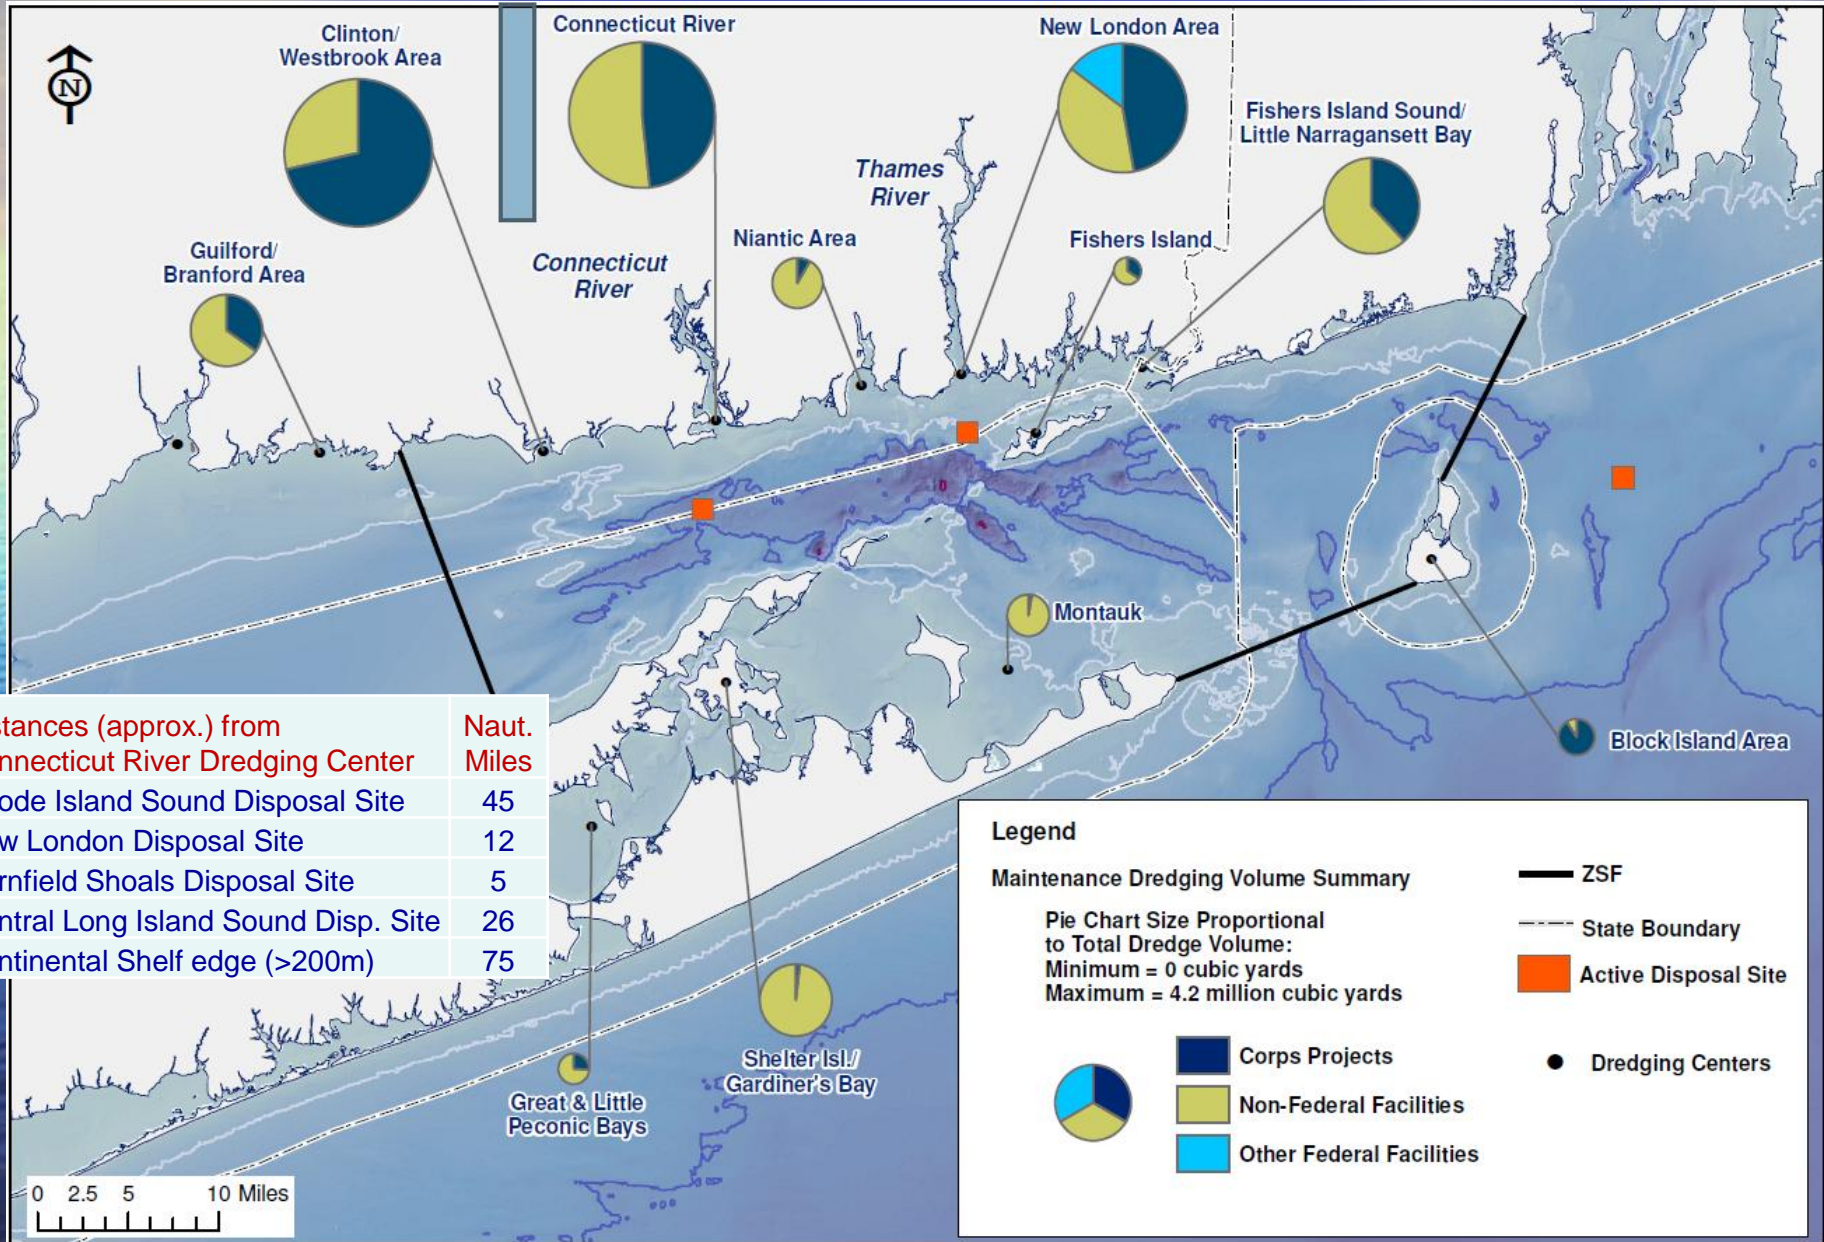 N
Clinton/
Westbrook Area
Connecticut River
New London Area
Fishers Island Sound/
Little Narragansett Bay
Thames
River
Guilford/
Branford Area
Niantic Area
Fishers Island
Connecticut
River
Montauk
Block Island Area
stances (approx.) from
nnecticut River Dredging Center
Naut.
Miles
ode Island Sound Disposal Site 45
w London Disposal Site 12
rnfield Shoals Disposal Site 5
ntral Long Island Sound Disp. Site 26
ntinental Shelf edge (>200m) 75
Shelter Isl./
Gardiner's Bay
Great & Little
Peconic Bays
0 2.5 5 10 Miles
Legend
Maintenance Dredging Volume Summary
Pie Chart Size Proportional
to Total Dredge Volume:
Minimum = 0 cubic yards
Maximum = 4.2 million cubic yards
Corps Projects
Non-Federal Facilities
Other Federal Facilities
ZSF
State Boundary
Active Disposal Site
Dredging Centers